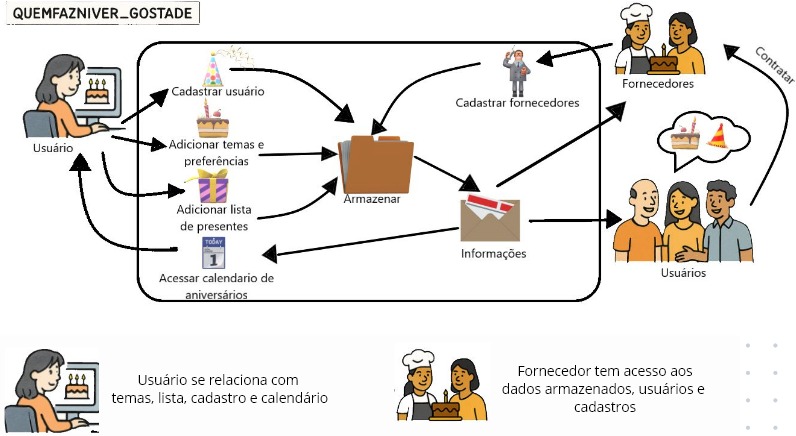 QUEMFAZNIVER_GOSTADE
Usuário
Cadastrar usuário
Adicionar temas e
preferências
Adicionar lista
de presentes
TODAY
1
Acessar calendario de
aniversários
Armazenar
Cadastrar fornecedores
Informações
Fornecedores
Contratar
Usuários
Usuário se relaciona com
temas, lista, cadastro e calendário
Fornecedor tem acesso aos
dados armazenados, usuários e
cadastros